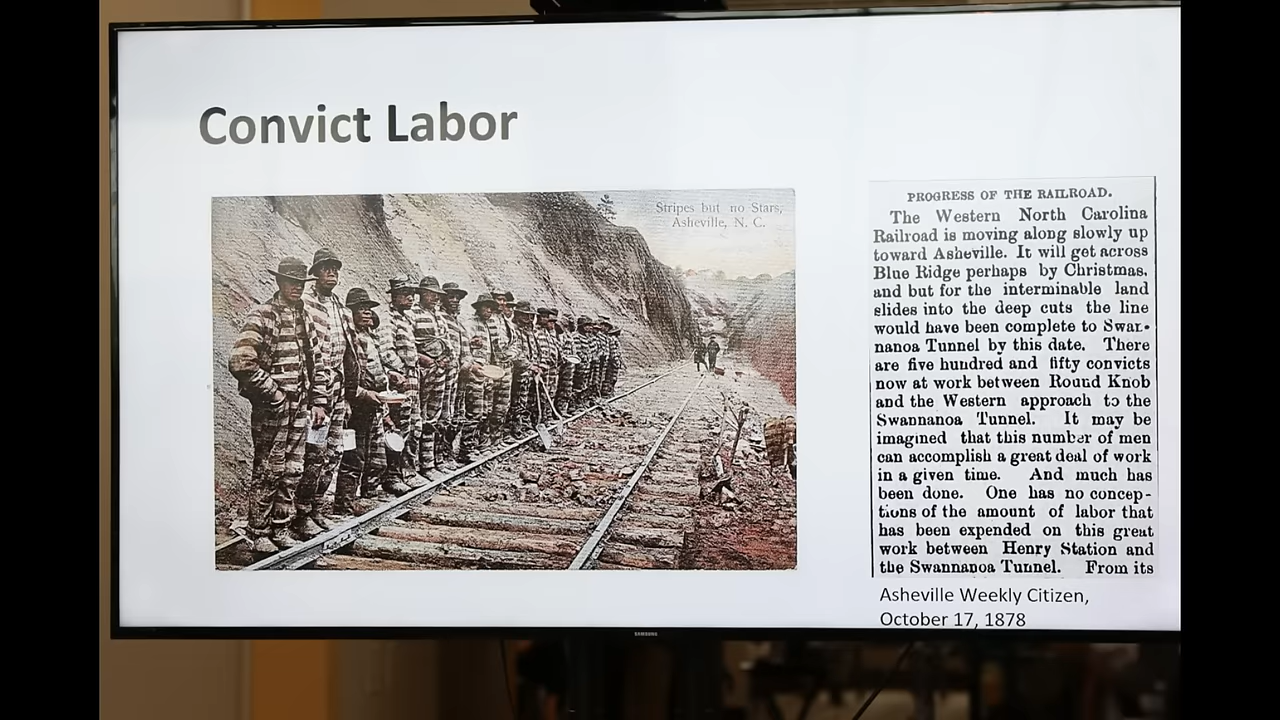 Convict Labor
Stripes but no Stars,
Asheville, N. C.
PROGRESS OF THE RAILROAD.
The Western North Carolina
Railroad is moving along slowly up
toward Asheville. It will get across
Blue Ridge perhaps by Christmas,
and but for the interminable land
slides into the deep cuts the line
would have been complete to Swan-
nanoa Tunnel by this date. There
are five hundred and fifty convicts
now at work between Round Knob
and the Western approach to the
Swannanoa Tunnel. It may be
imagined that this number of men
can accomplish a great deal of work
in a given time. And much has
been done. One has no concep-
tions of the amount of labor that
has been expended on this great
work between Henry Station and
the Swannanoa Tunnel. From its
Asheville Weekly Citizen,
October 17, 1878
SAMSUNG